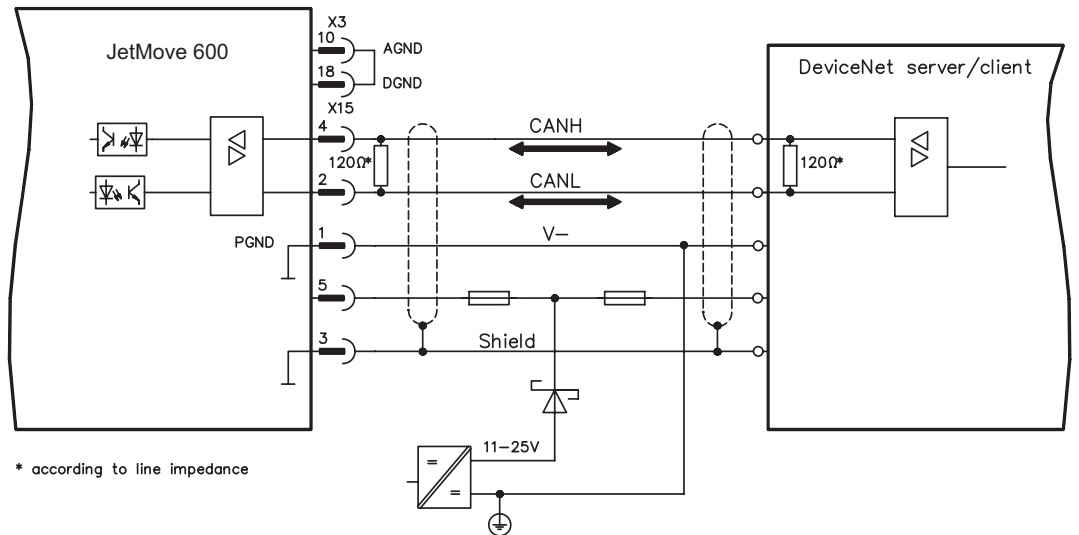 X3
JetMove 600
10
AGND
18
DGND
DeviceNet server/client
X15
4
CANH
120Ω*
120Ω*
2
CANL
PGND
1
V–
5
3
Shield
11–25V
=
=
* according to line impedance